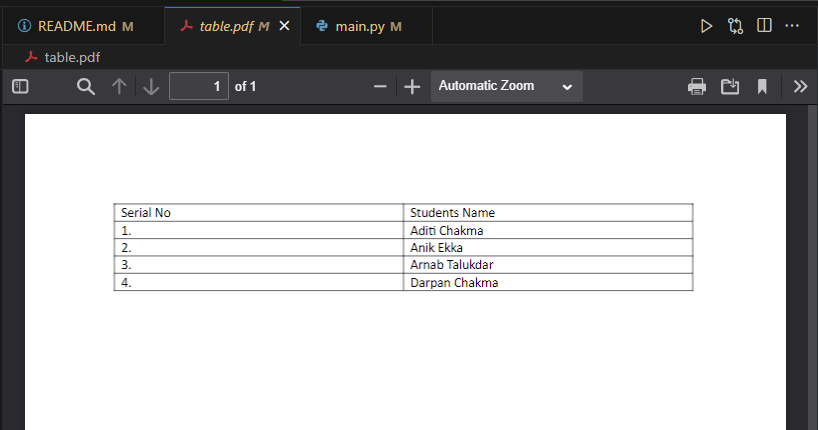 README.md M table.pdf M main.py M
table.pdf
1 of 1 Automatic Zoom
Serial No Students Name
1. Aditi Chakma
2. Anik Ekka
3. Arnab Talukdar
4. Darpan Chakma